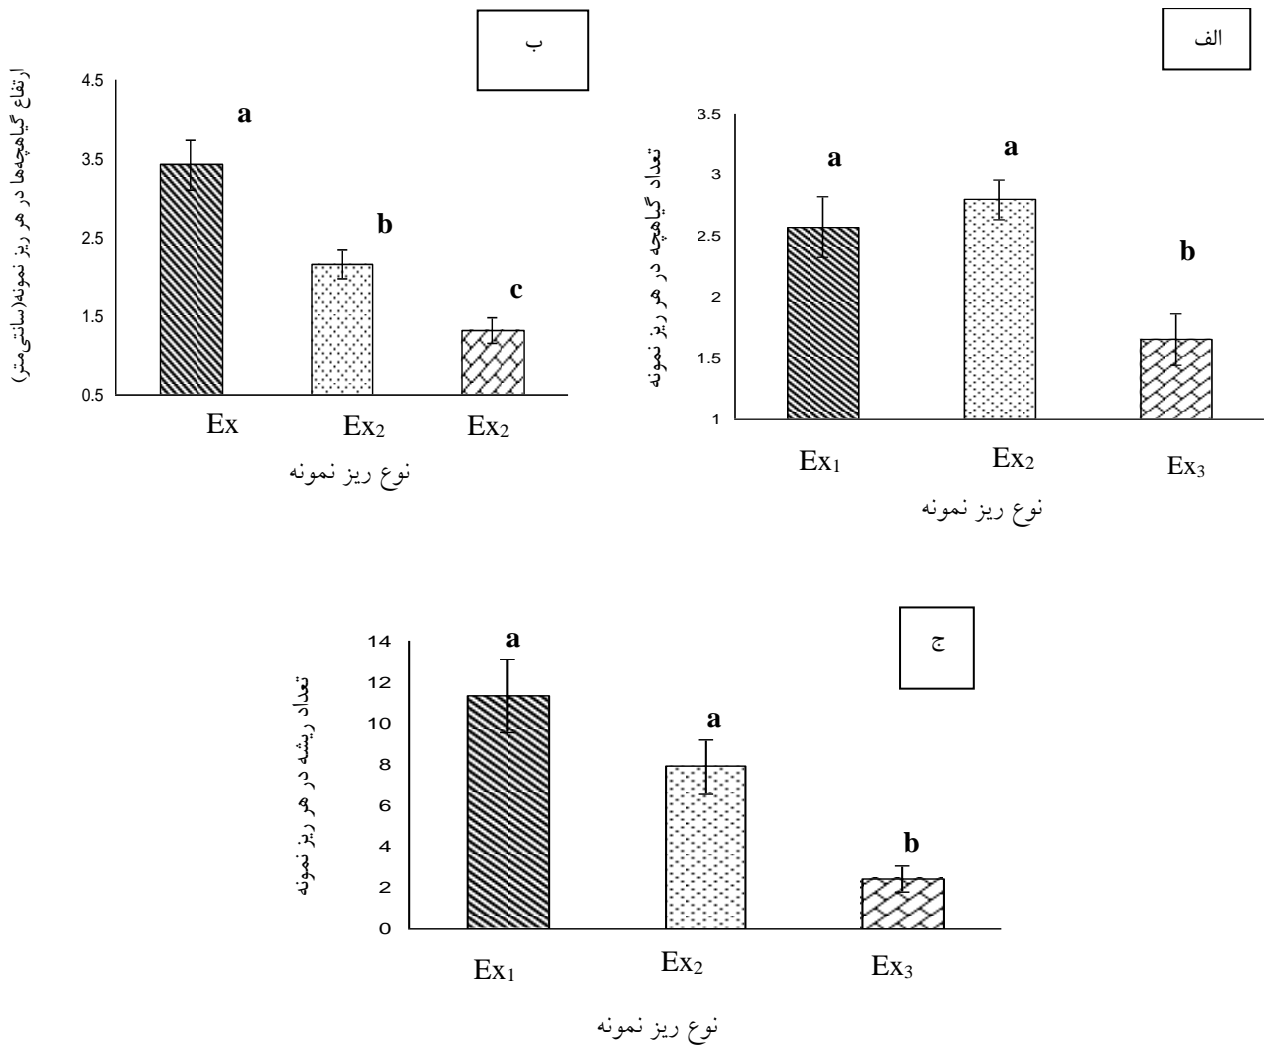 الف
تعداد گیاهچه در هر ریز نمونه
3.5
3
2.5
2
1.5
1
a
a
b
Ex1
Ex2
Ex3
نوع ریز نمونه
ب
ارتفاع گیاهچه‌ها در هر ریز نمونه(سانتی‌متر)
4.5
3.5
2.5
1.5
0.5
a
b
c
Ex
Ex2
Ex2
نوع ریز نمونه
ج
تعداد ریشه در هر ریز نمونه
14
12
10
8
6
4
2
0
a
a
b
Ex1
Ex2
Ex3
نوع ریز نمونه